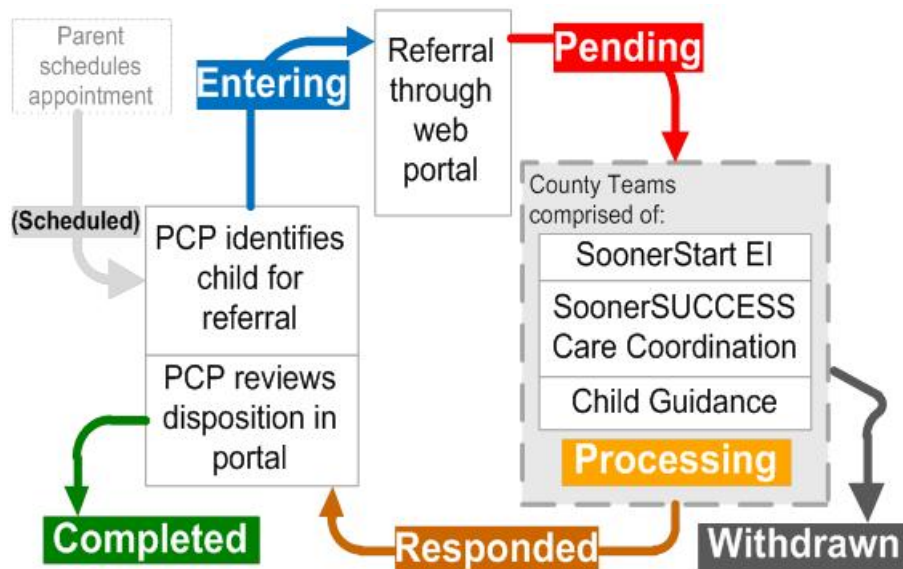 Parent
schedules
appointment
(Scheduled)
Entering
Referral
through
web
portal
Pending
PCP identifies
child for
referral
PCP reviews
disposition in
portal
County Teams
comprised of:
SoonerStart EI
SoonerSUCCESS
Care Coordination
Child Guidance
Processing
Completed
Responded
Withdrawn